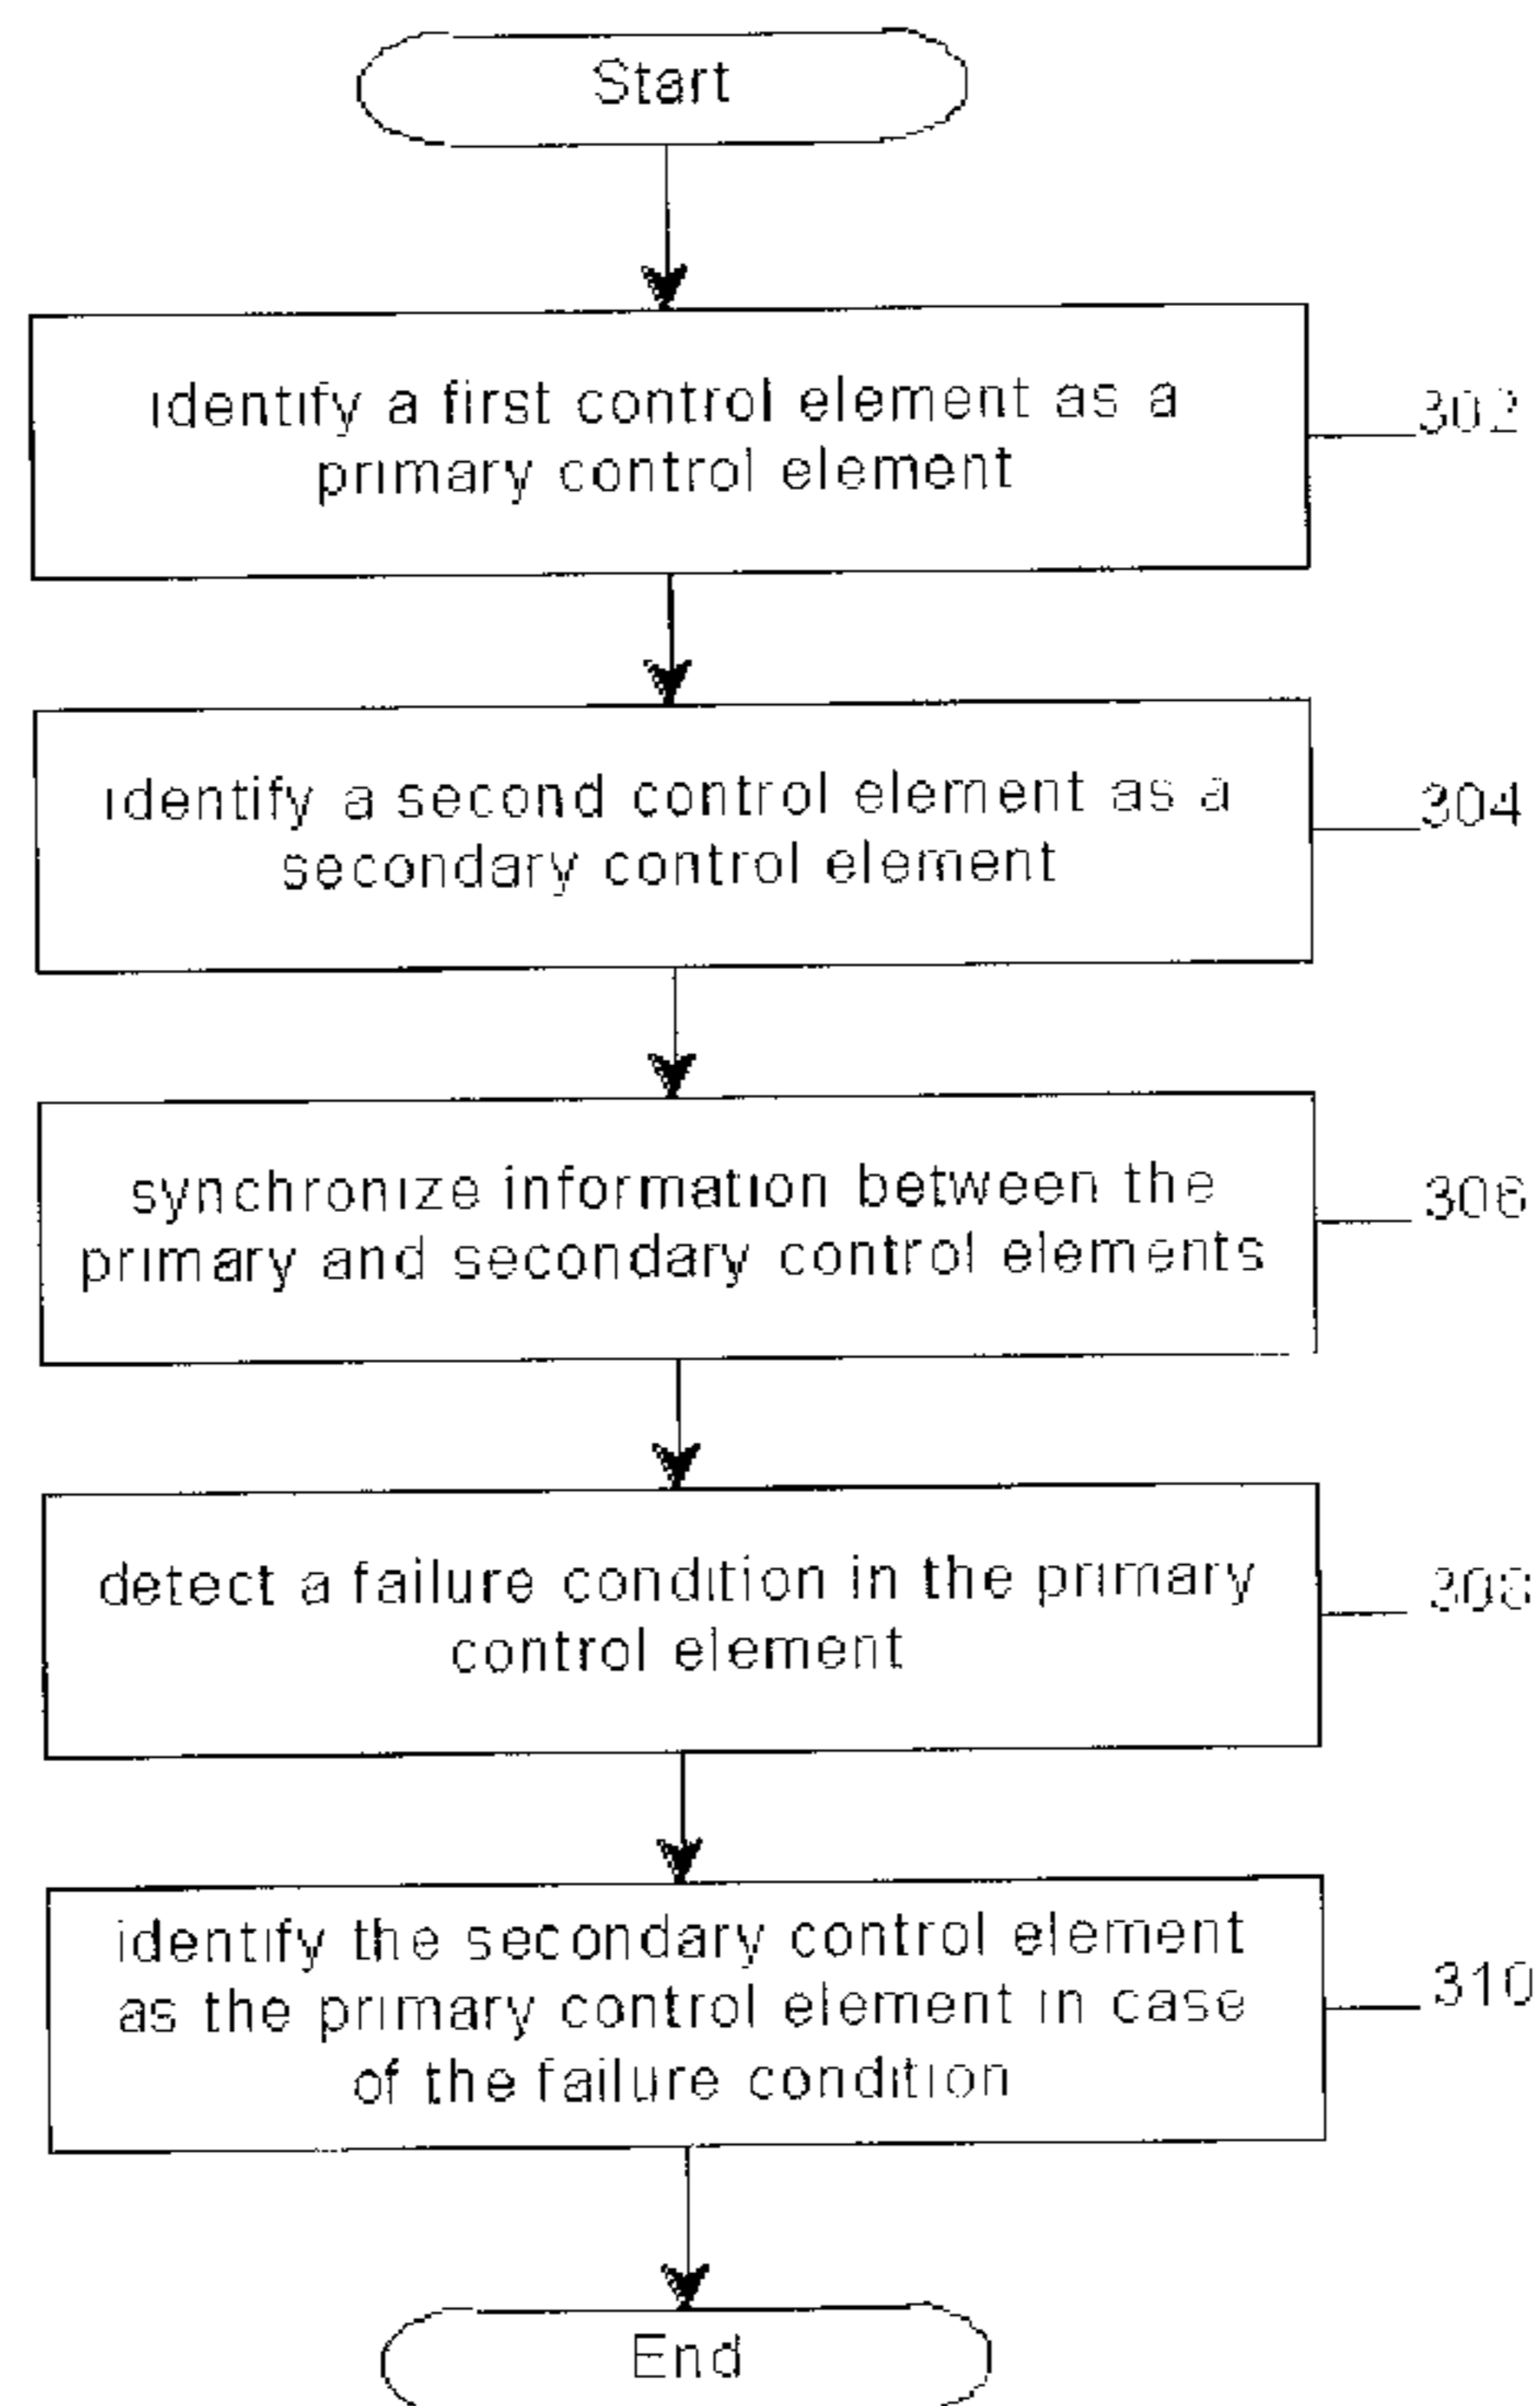 Start
identify a first control element as a
primary control element
302
identify a second control element as a
secondary control element
304
synchronize information between the
primary and secondary control elements
306
detect a failure condition in the primary
control element
308
identify the secondary control element
as the primary control element in case
of the failure condition
310
End